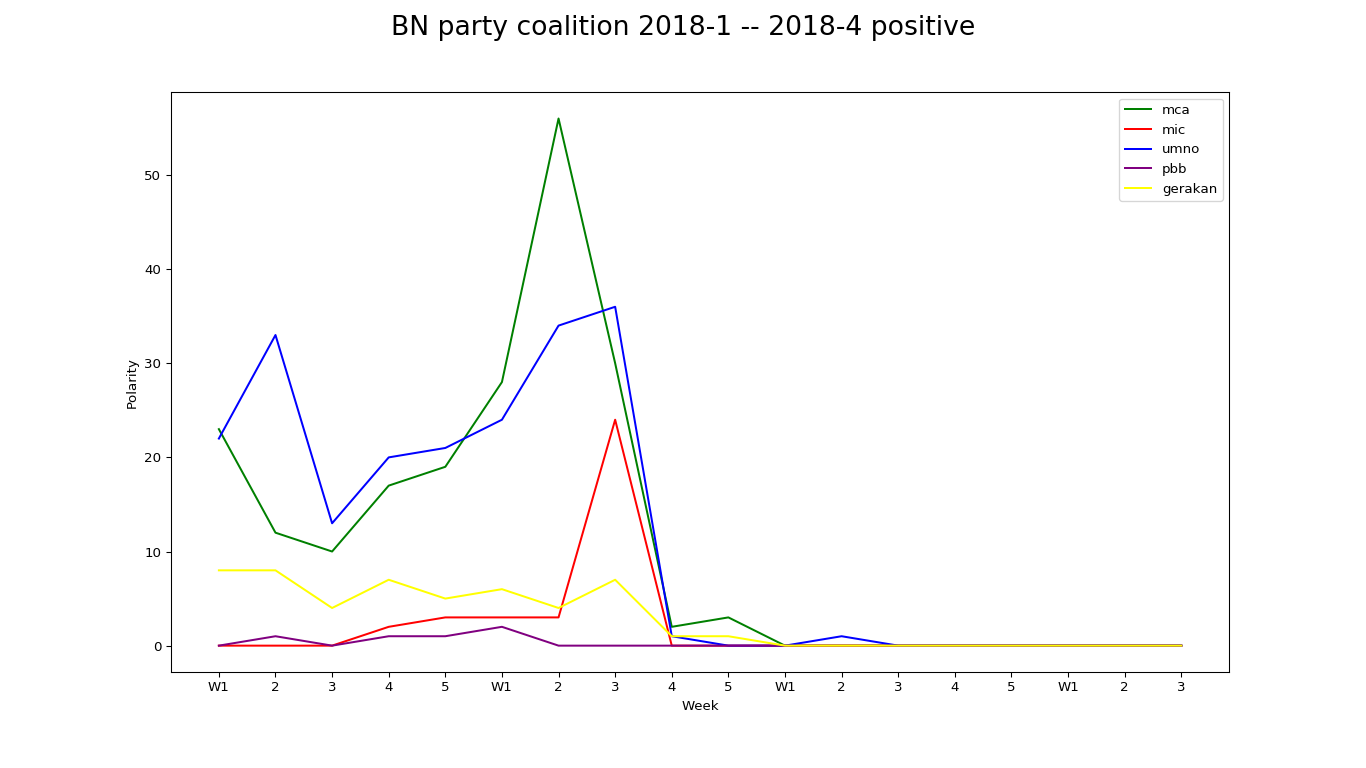 BN party coalition 2018-1 -- 2018-4 positive
mca
mic
umno
pbb
gerakan
50
40
30
20
10
0
Polarity
W1 2 3 4 5 W1 2 3 4 5 W1 2 3 4 5 W1 2 3
Week